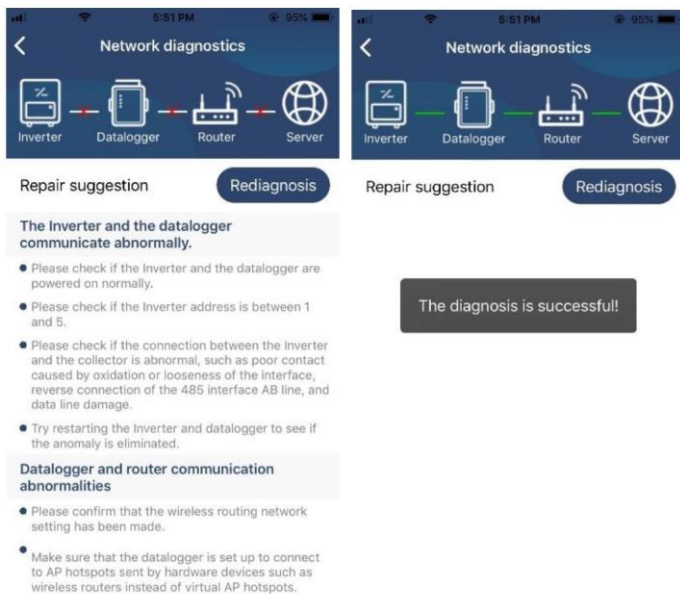 5:51 PM
95%
Network diagnostics
Inverter Datalogger Router Server
Repair suggestion
Rediagnosis
The Inverter and the datalogger
communicate abnormally.
Please check if the Inverter and the datalogger are
powered on normally.
Please check if the Inverter address is between 1
and 5.
Please check if the connection between the Inverter
and the collector is abnormal, such as poor contact
caused by oxidation or looseness of the interface,
reverse connection of the 485 interface AB line, and
data line damage.
Try restarting the Inverter and datalogger to see if
the anomaly is eliminated.
Datalogger and router communication
abnormalities
Please confirm that the wireless routing network
setting has been made.
Make sure that the datalogger is set up to connect
to AP hotspots sent by hardware devices such as
wireless routers instead of virtual AP hotspots.
5:51 PM
95%
Network diagnostics
Inverter Datalogger Router Server
Repair suggestion
Rediagnosis
The diagnosis is successful!